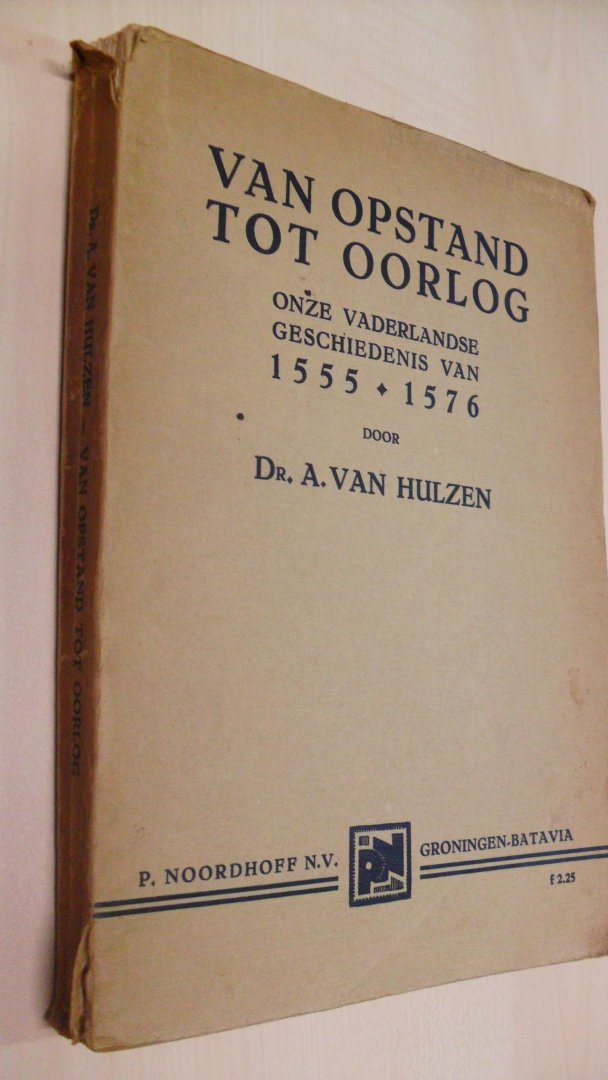 VAN OPSTAND
TOT OORLOG
ONZE VADERLANDSE
GESCHIEDENIS VAN
1555 ✦ 1576
DOOR
DR. A. VAN HULZEN
P. NOORDHOFF N.V.
PN
GRONINGEN-BATAVIA
f 2.25
DR. A. VAN HULZEN — VAN OPSTAND TOT OORLOG